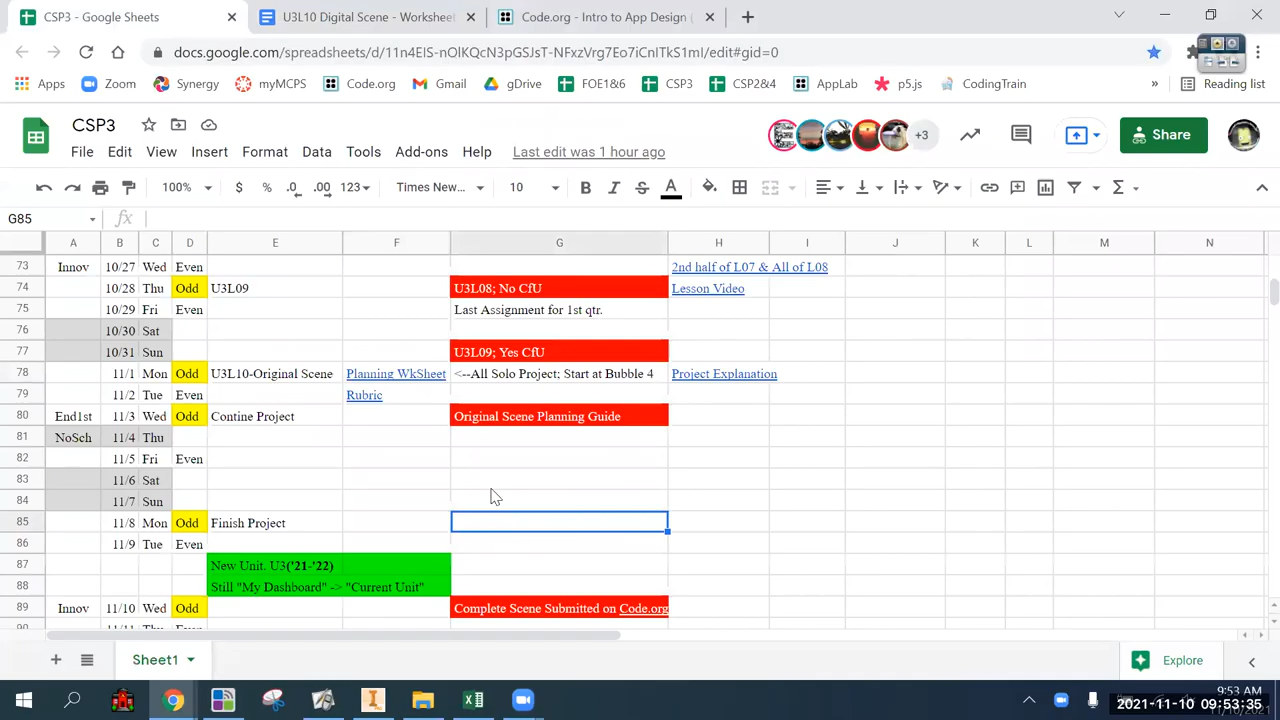 CSP3 - Google Sheets
U3L10 Digital Scene - Worksheet
Code.org - Intro to App Design (
docs.google.com/spreadsheets/d/
/edit#gid=0
Apps Zoom Synergy myMCPS Code.org Gmail gDrive FOE1&6 CSP3 CSP2&4 AppLab p5.js CodingTrain » Reading list
CSP3
+3
Share
File Edit View Insert Format Data Tools Add-ons Help Last edit was 1 hour ago
100% $ % .0 .00 123 Times New... 10 B I S A
G85 fx
A B C D E F G H I J K L M N
73 Innov 10/27 Wed Even 2nd half of L07 & All of L08
74 10/28 Thu Odd U3L09 U3L08; No CfU Lesson Video
75 10/29 Fri Even Last Assignment for 1st qtr.
76 10/30 Sat
77 10/31 Sun U3L09; Yes CfU
78 11/1 Mon Odd U3L10-Original Scene Planning WkSheet <--All Solo Project; Start at Bubble 4 Project Explanation
79 11/2 Tue Even Rubric
80 End1st 11/3 Wed Odd Contine Project Original Scene Planning Guide
81 NoSch 11/4 Thu
82 11/5 Fri Even
83 11/6 Sat
84 11/7 Sun
85 11/8 Mon Odd Finish Project
86 11/9 Tue Even
87 New Unit. U3('21-'22)
88 Still "My Dashboard" -> "Current Unit"
89 Innov 11/10 Wed Odd Complete Scene Submitted on Code.org
90 11/11 Thu Even
Sheet1
Explore
9:53 AM
2021-11-10 09:53:35